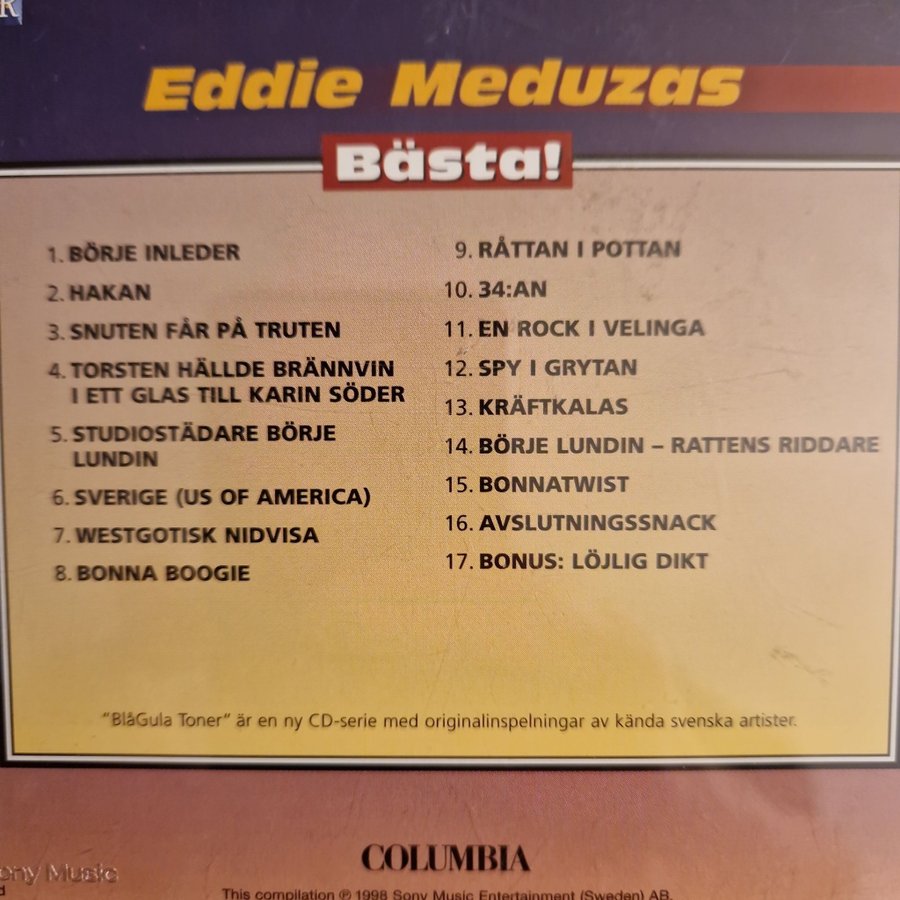 R
Eddie Meduzas
Bästa!
1. BÖRJE INLEDER
2. HAKAN
3. SNUTEN FÅR PÅ TRUTEN
4. TORSTEN HÄLLDE BRÄNNVIN
I ETT GLAS TILL KARIN SÖDER
5. STUDIOSTÄDARE BÖRJE
LUNDIN
6. SVERIGE (US OF AMERICA)
7. WESTGOTISK NIDVISA
8. BONNA BOOGIE
9. RÅTTAN I POTTAN
10. 34:AN
11. EN ROCK I VELINGA
12. SPY I GRYTAN
13. KRÄFTKALAS
14. BÖRJE LUNDIN – RATTENS RIDDARE
15. BONNATWIST
16. AVSLUTNINGSSNACK
17. BONUS: LÖJLIG DIKT
"BlåGula Toner" är en ny CD-serie med originalinspelningar av kända svenska artister.
COLUMBIA
ony Music
d
This compilation ℗ 1998 Sony Music Entertainment (Sweden) AB.